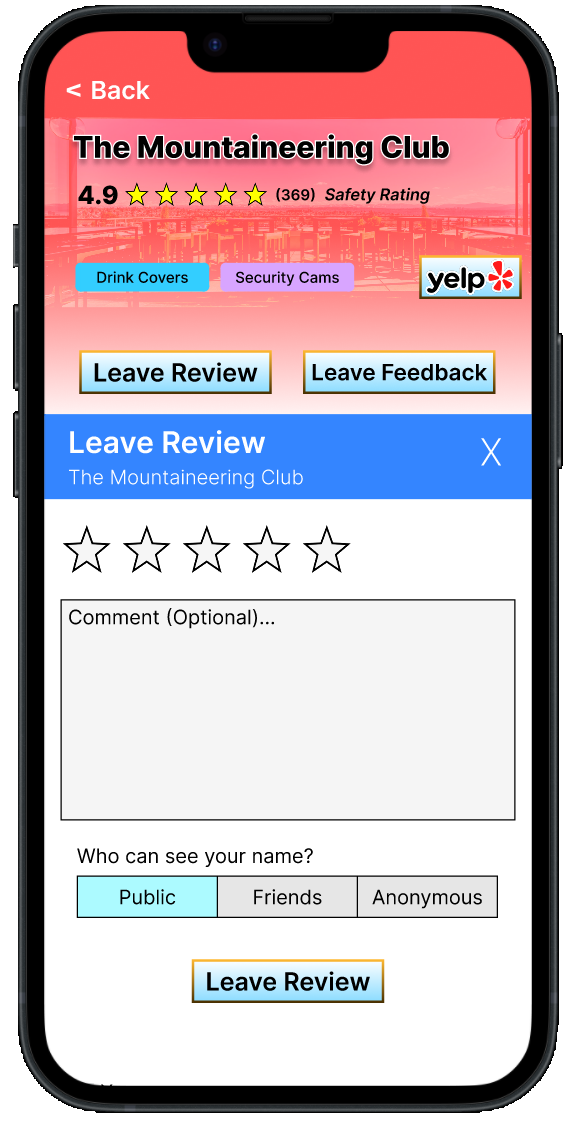 < Back
The Mountaineering Club
4.9 (369) Safety Rating
Drink Covers Security Cams yelp
Leave Review Leave Feedback
Leave Review X
The Mountaineering Club
Comment (Optional)...
Who can see your name?
Public Friends Anonymous
Leave Review